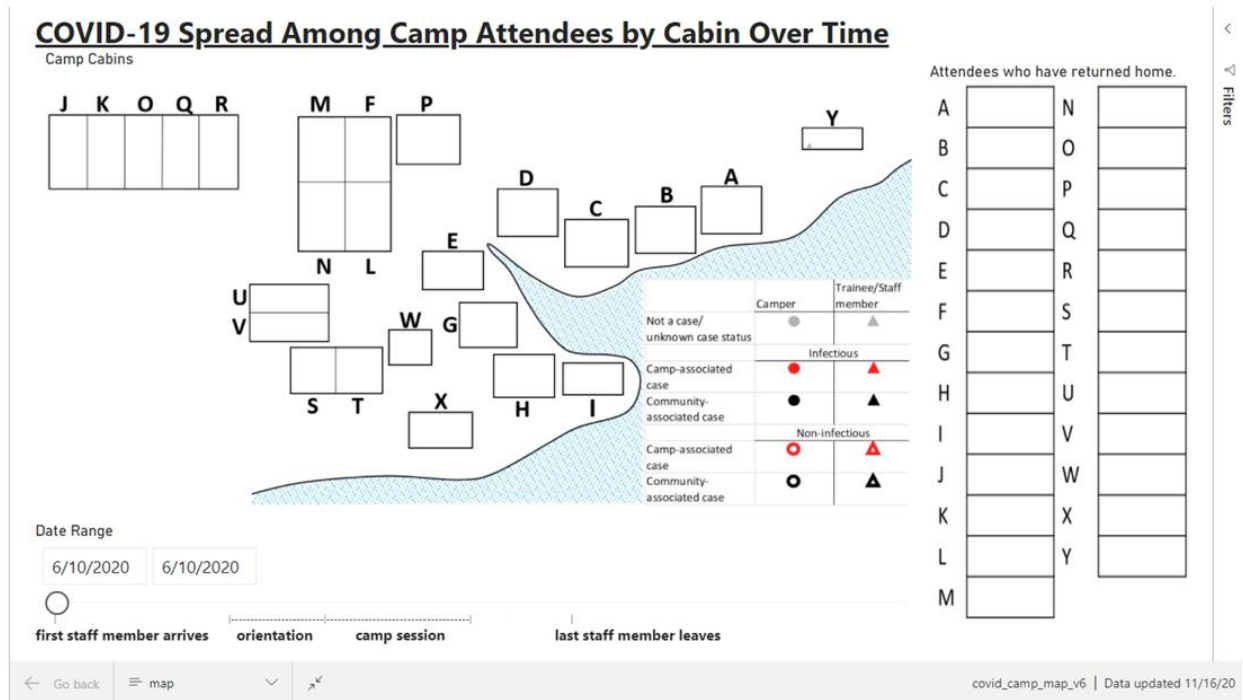 COVID-19 Spread Among Camp Attendees by Cabin Over Time
Camp Cabins
J K O Q R
M F P
Y
D
C
B
A
E
N L
U
V
W
G
S T
X
H
I
Trainee/Staff
Camper member
Not a case/
unknown case status
Infectious
Camp-associated
case
Community-
associated case
Non-infectious
Camp-associated
case
Community-
associated case
Attendees who have returned home.
A N
B O
C P
D Q
E R
F S
G T
H U
I V
J W
K X
L Y
M
Filters
Date Range
6/10/2020 6/10/2020
first staff member arrives orientation camp session last staff member leaves
Go back map covid_camp_map_v6 | Data updated 11/16/20